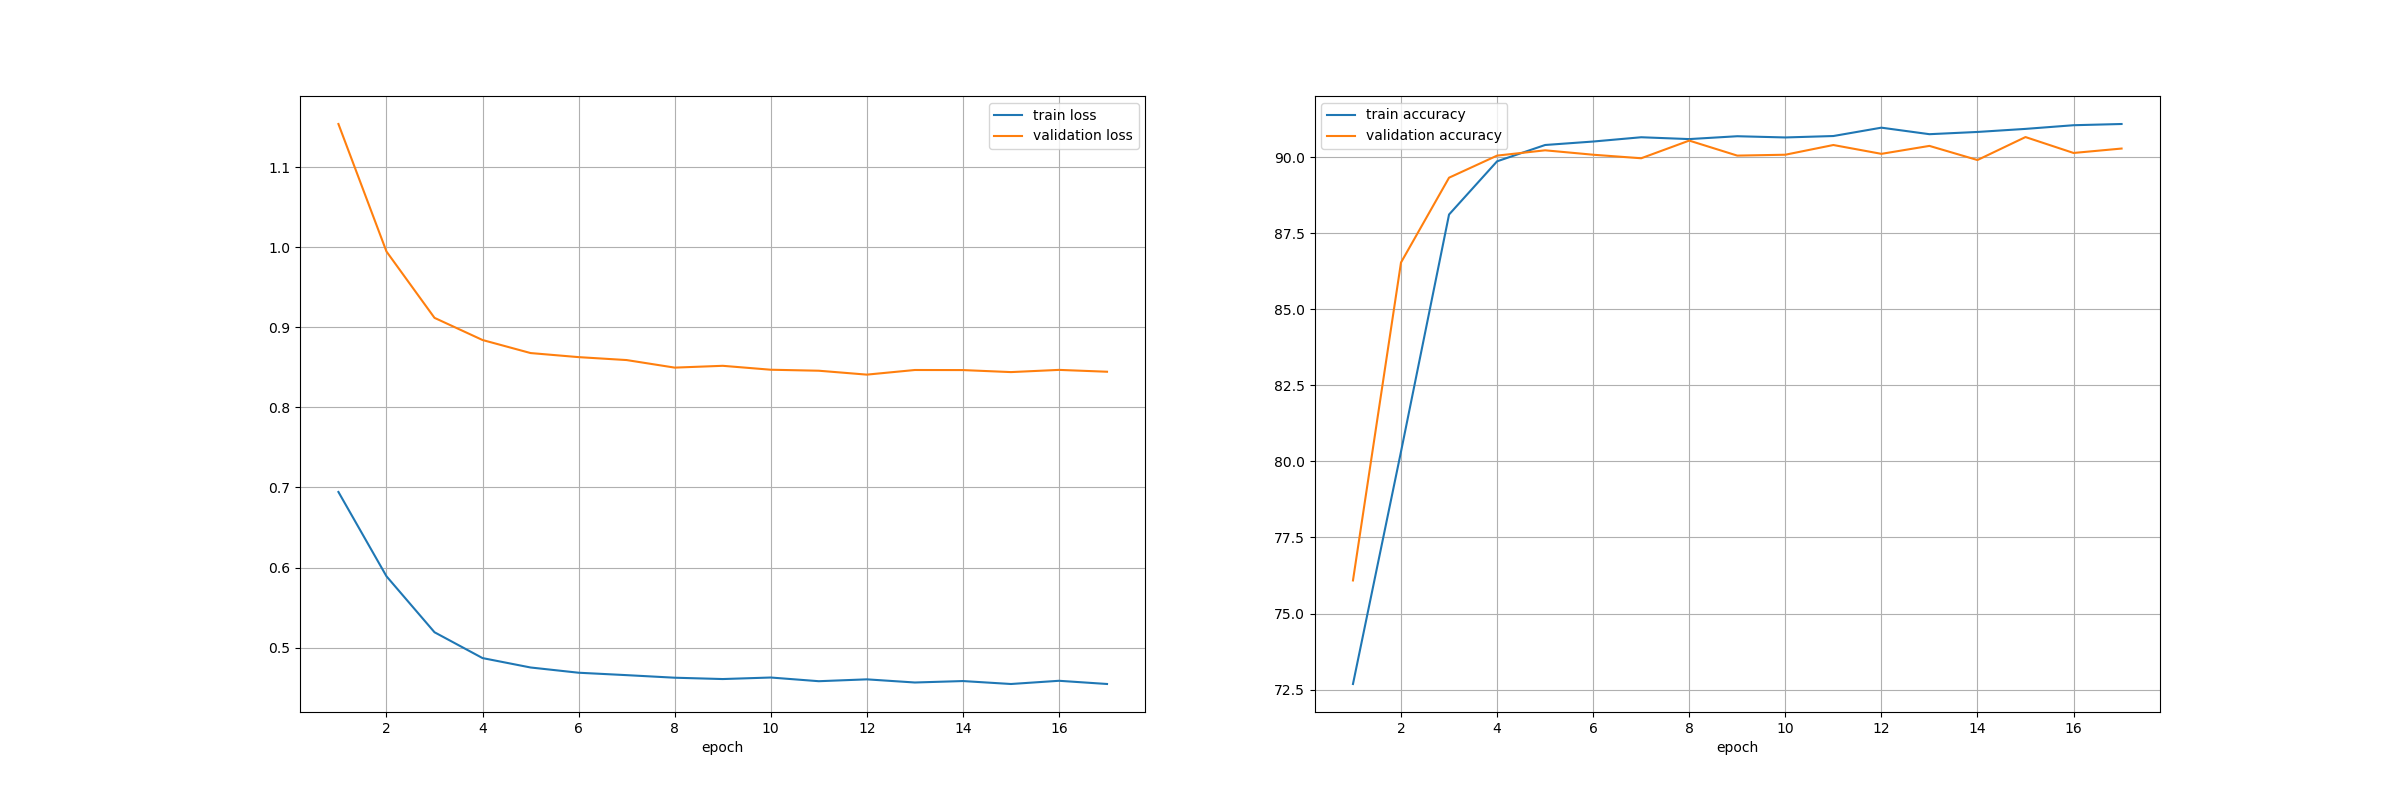 train loss
validation loss
1.1
1.0
0.9
0.8
0.7
0.6
0.5
2 4 6 8 10 12 14 16
epoch
train accuracy
validation accuracy
90.0
87.5
85.0
82.5
80.0
77.5
75.0
72.5
2 4 6 8 10 12 14 16
epoch